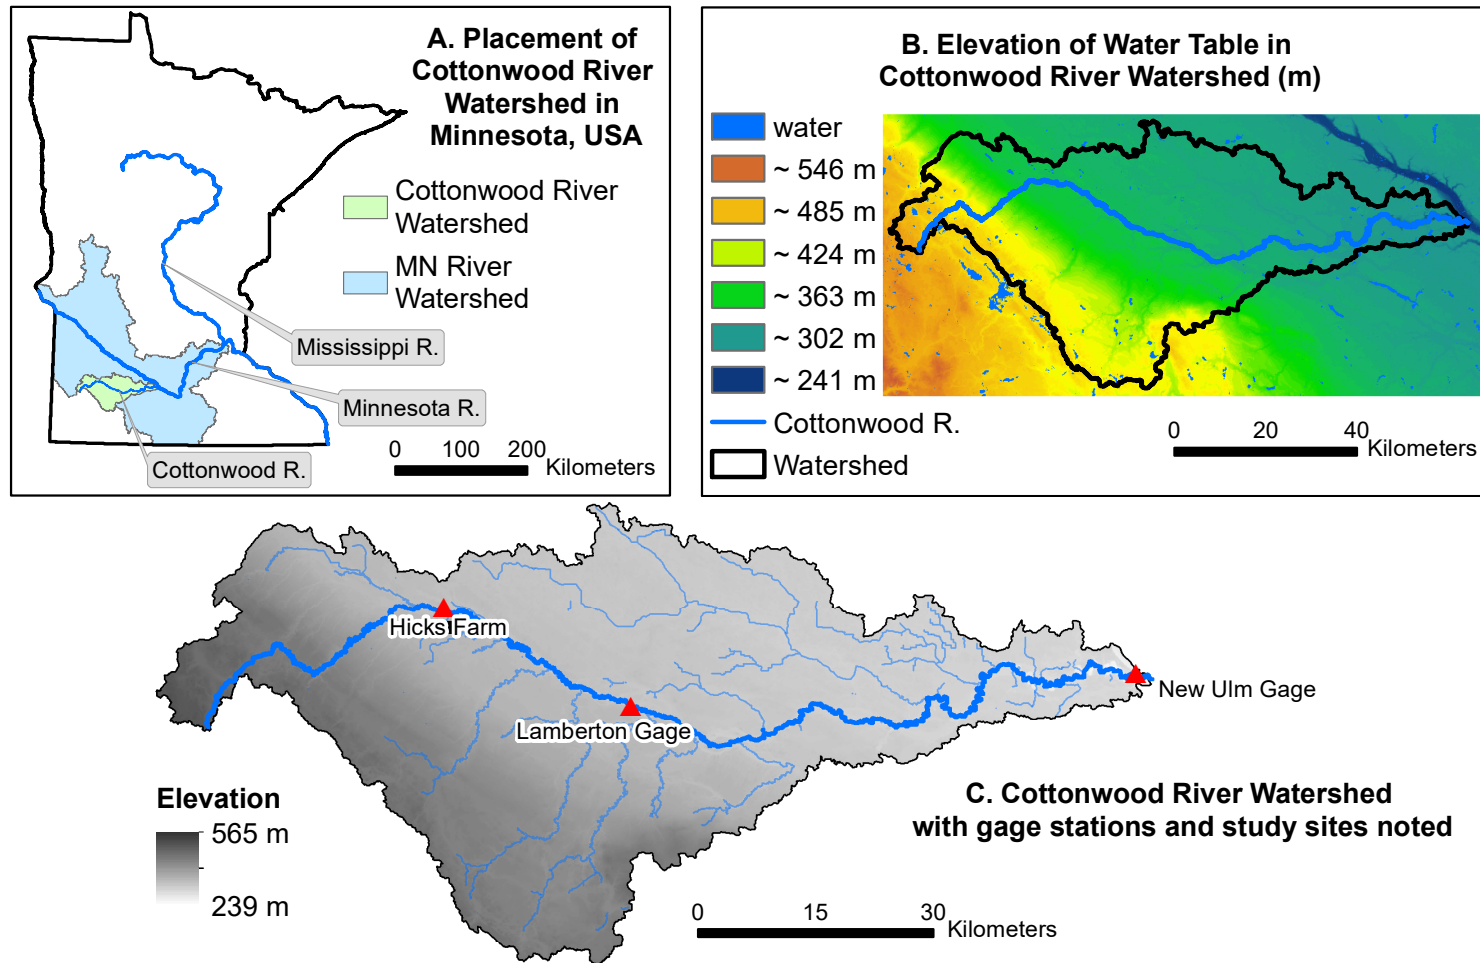 A. Placement of
Cottonwood River
Watershed in
Minnesota, USA
Cottonwood River
Watershed
MN River
Watershed
Mississippi R.
Minnesota R.
Cottonwood R.
0 100 200
Kilometers
B. Elevation of Water Table in
Cottonwood River Watershed (m)
water
~ 546 m
~ 485 m
~ 424 m
~ 363 m
~ 302 m
~ 241 m
Cottonwood R.
Watershed
0 20 40
Kilometers
Hicks Farm
Lamberton Gage
New Ulm Gage
Elevation
565 m
239 m
C. Cottonwood River Watershed
with gage stations and study sites noted
0 15 30
Kilometers